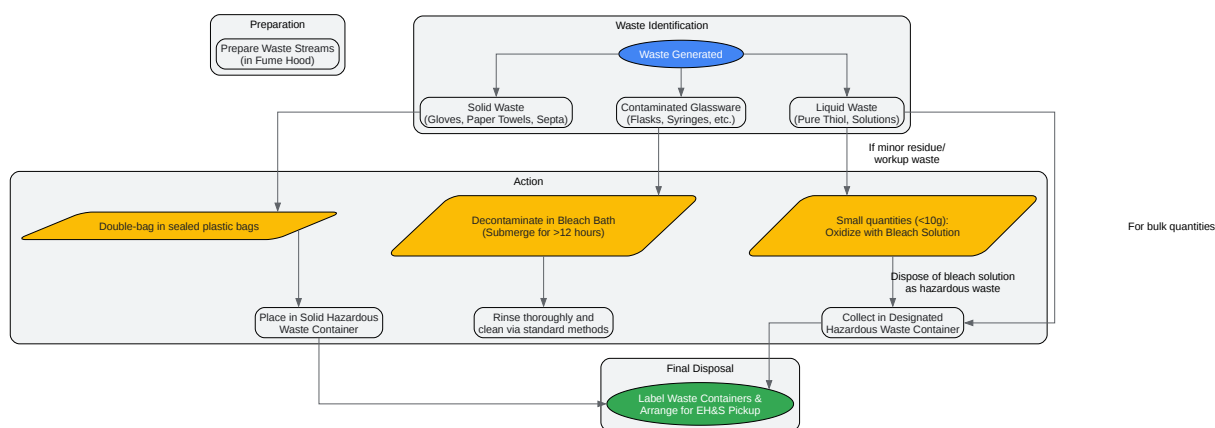 Preparation
Prepare Waste Streams
(in Fume Hood)
Waste Identification
Waste Generated
Solid Waste
(Gloves, Paper Towels, Septa)
Contaminated Glassware
(Flasks, Syringes, etc.)
Liquid Waste
(Pure Thiol, Solutions)
If minor residue/
workup waste
Action
Double-bag in sealed plastic bags
Decontaminate in Bleach Bath
(Submerge for >12 hours)
Small quantities (<10g):
Oxidize with Bleach Solution
For bulk quantities
Dispose of bleach solution
as hazardous waste
Place in Solid Hazardous
Waste Container
Rinse thoroughly and
clean via standard methods
Collect in Designated
Hazardous Waste Container
Final Disposal
Label Waste Containers &
Arrange for EH&S Pickup